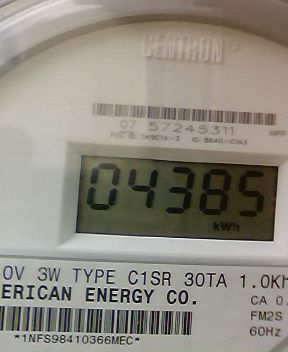 CENTRON®
07 57245311
04385
kWh
0V 3W TYPE C1SR 30TA 1.0Kh
ERICAN ENERGY CO.
CA 0.
FM2S
60Hz
*1NFS98410366MEC*